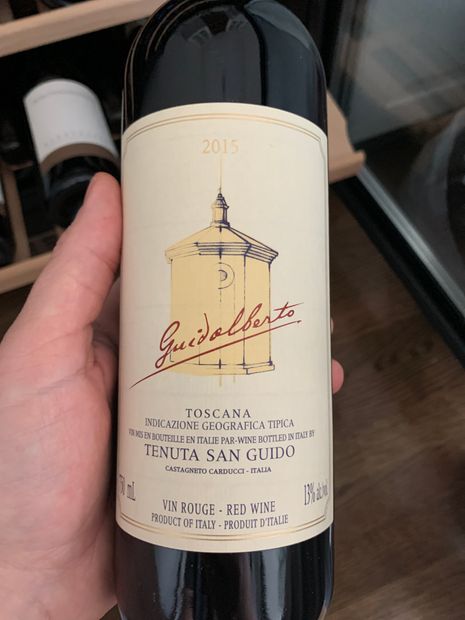 2015
Guidalberto
TOSCANA
INDICAZIONE GEOGRAFICA TIPICA
VIN MIS EN BOUTEILLE EN ITALIE PAR-WINE BOTTLED IN ITALY BY
TENUTA SAN GUIDO
CASTAGNETO CARDUCCI - ITALIA
750 mL
13% alc./vol.
VIN ROUGE - RED WINE
PRODUCT OF ITALY - PRODUIT D'ITALIE